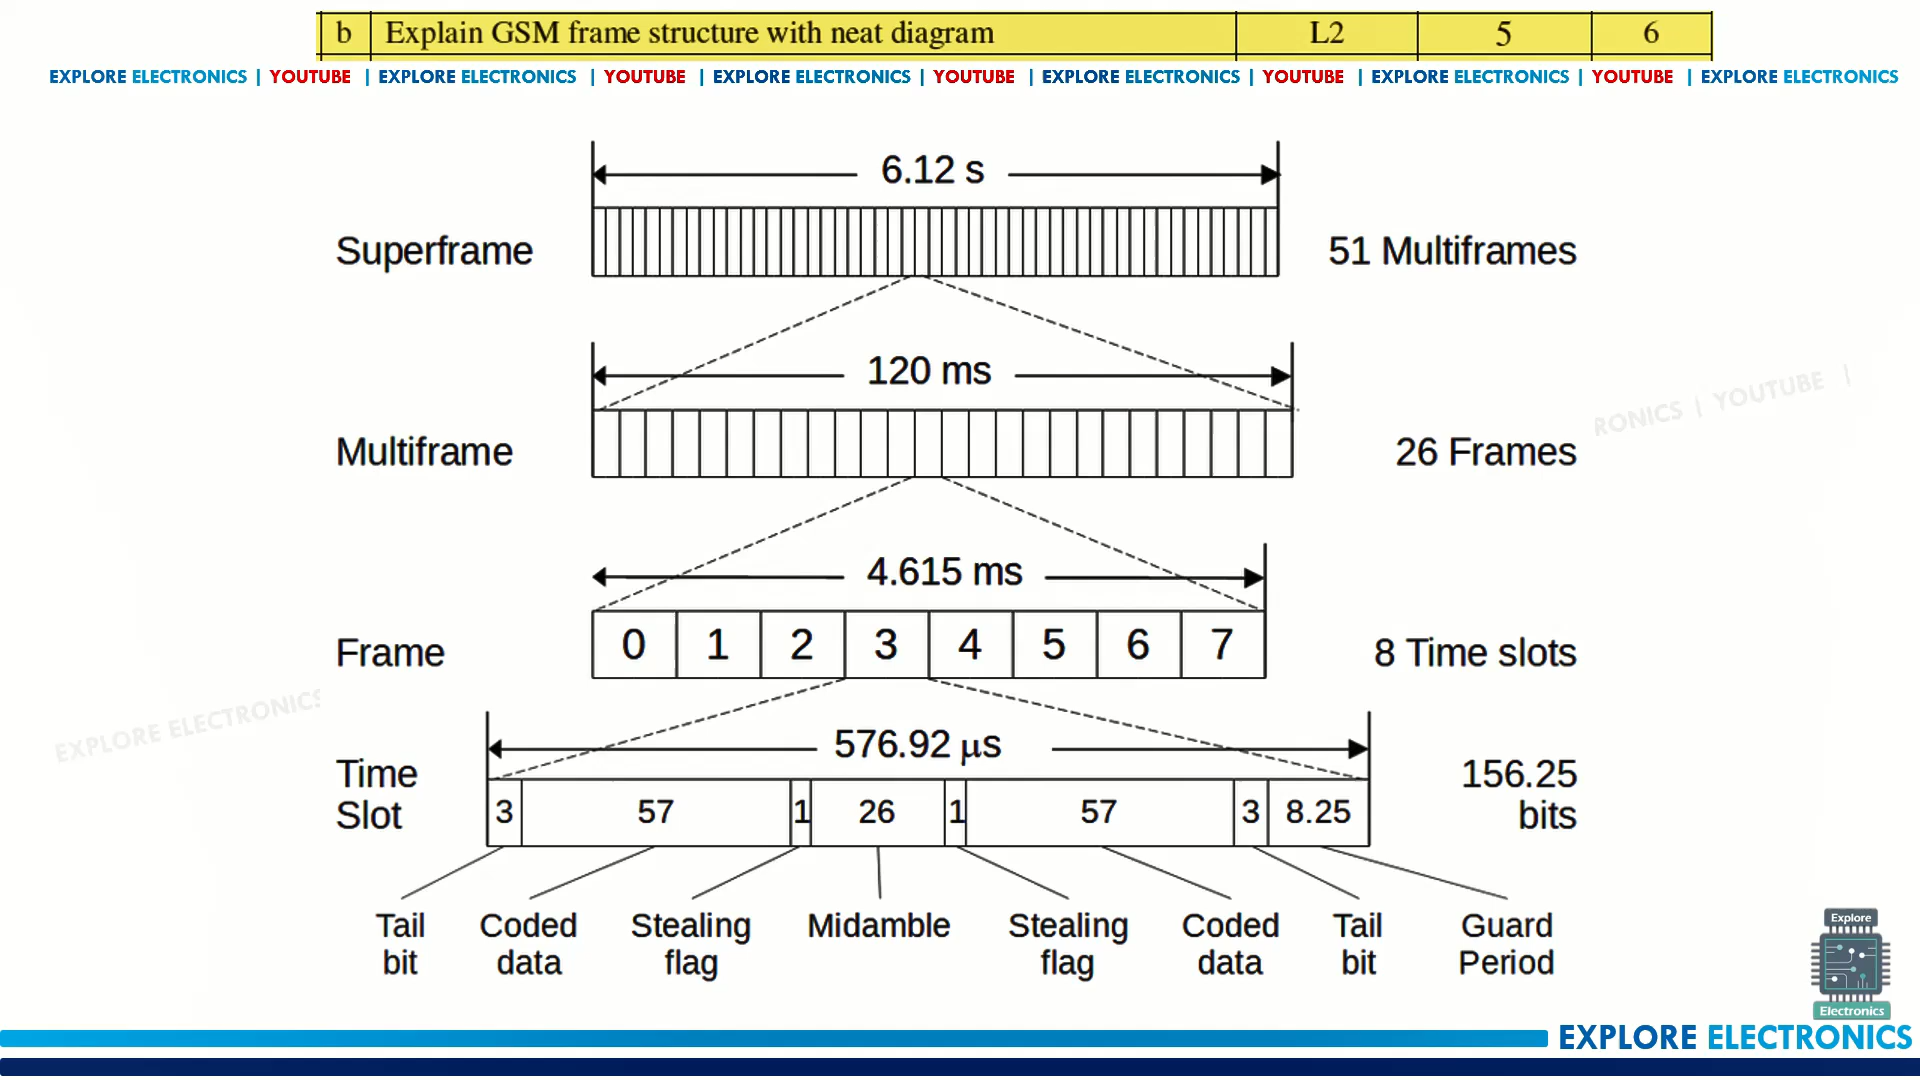 b Explain GSM frame structure with neat diagram L2 5 6
EXPLORE ELECTRONICS | YOUTUBE | EXPLORE ELECTRONICS | YOUTUBE | EXPLORE ELECTRONICS | YOUTUBE | EXPLORE ELECTRONICS | YOUTUBE | EXPLORE ELECTRONICS | YOUTUBE | EXPLORE ELECTRONICS
6.12 s
Superframe
51 Multiframes
120 ms
RONICS | YOUTUBE |
Multiframe
26 Frames
4.615 ms
Frame
0 1 2 3 4 5 6 7
8 Time slots
EXPLORE ELECTRONICS
576.92 µs
Time
Slot
3 57 1 26 1 57 3 8.25
156.25
bits
Tail
bit
Coded
data
Stealing
flag
Midamble
Stealing
flag
Coded
data
Tail
bit
Guard
Period
Explore
Electronics
EXPLORE ELECTRONICS